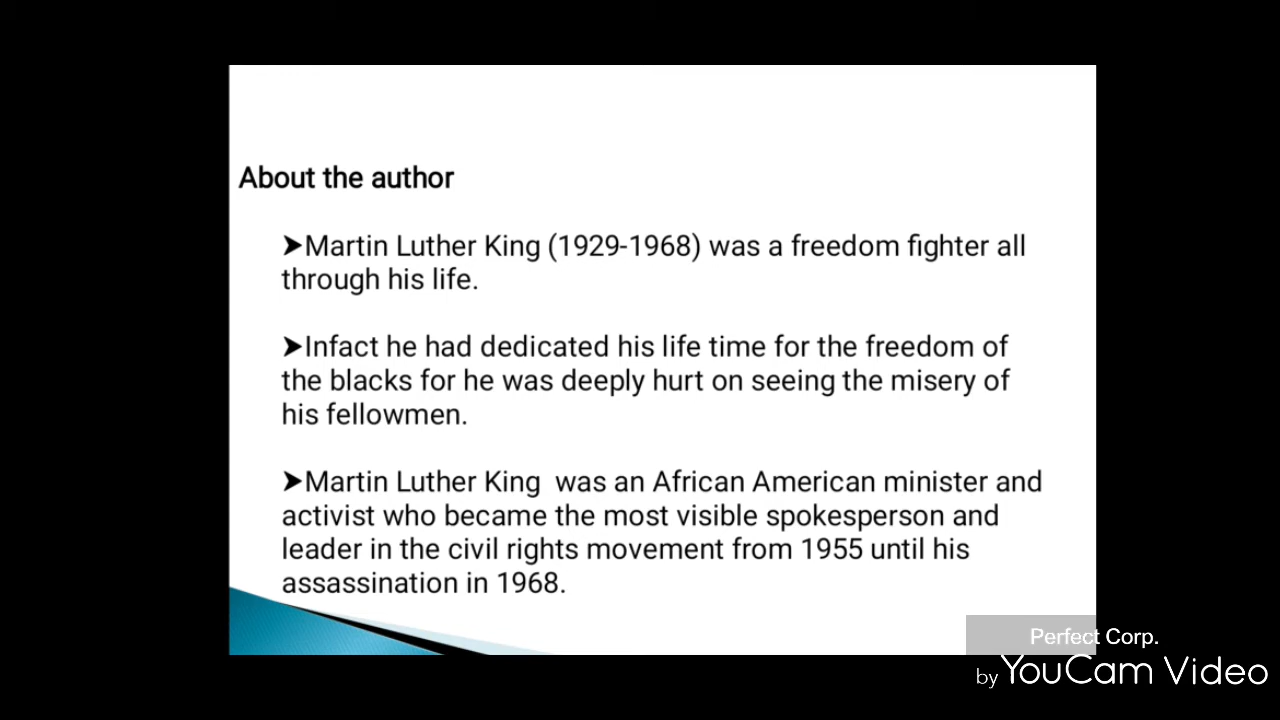 About the author
➤Martin Luther King (1929-1968) was a freedom fighter all
through his life.
➤Infact he had dedicated his life time for the freedom of
the blacks for he was deeply hurt on seeing the misery of
his fellowmen.
➤Martin Luther King  was an African American minister and
activist who became the most visible spokesperson and
leader in the civil rights movement from 1955 until his
assassination in 1968.
Perfect Corp.
by YouCam Video